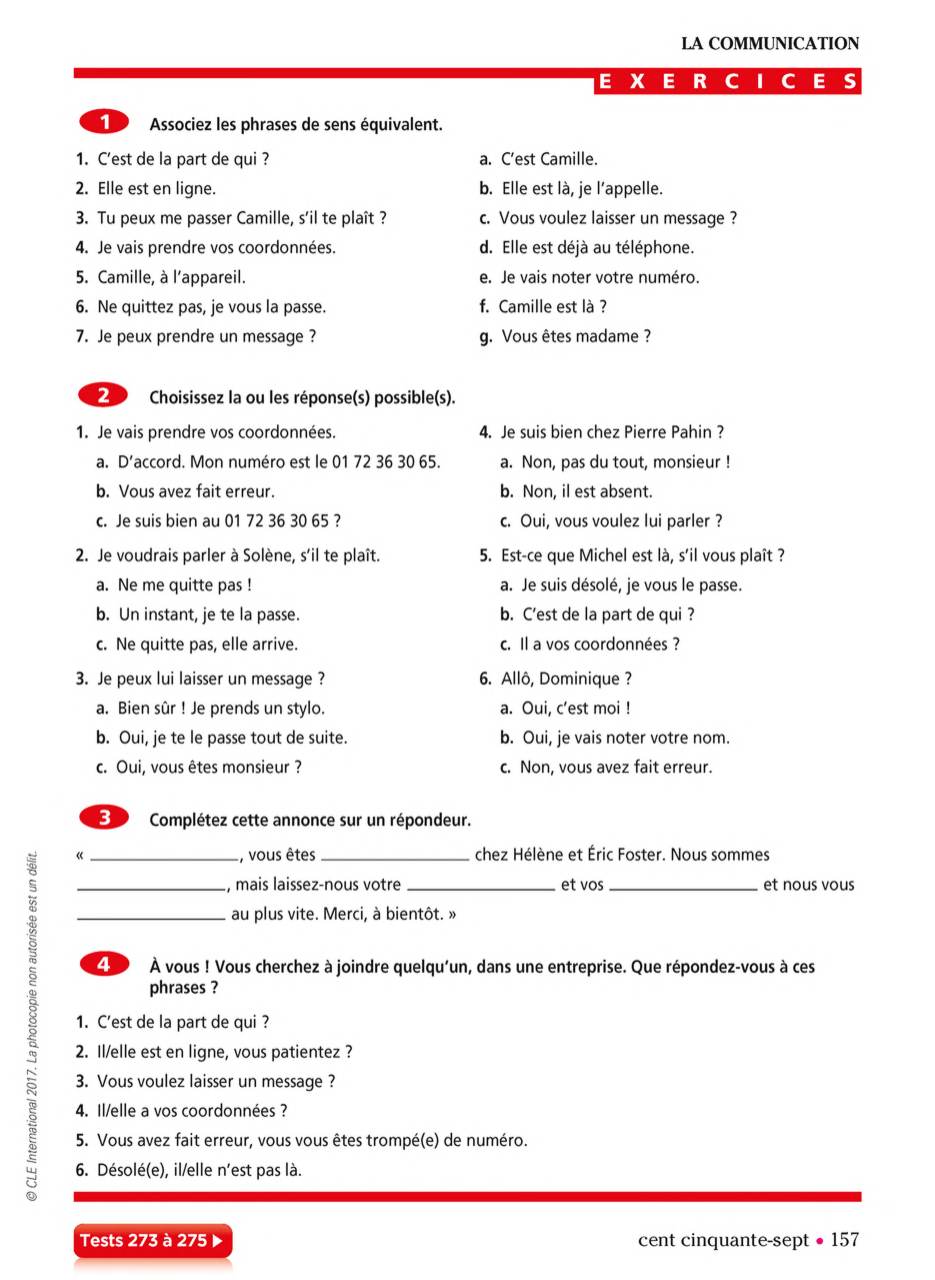 LA COMMUNICATION
EXERCICES
1 Associez les phrases de sens équivalent.
1. C'est de la part de qui ?
2. Elle est en ligne.
3. Tu peux me passer Camille, s'il te plaît ?
4. Je vais prendre vos coordonnées.
5. Camille, à l'appareil.
6. Ne quittez pas, je vous la passe.
7. Je peux prendre un message ?
a. C'est Camille.
b. Elle est là, je l'appelle.
c. Vous voulez laisser un message ?
d. Elle est déjà au téléphone.
e. Je vais noter votre numéro.
f. Camille est là ?
g. Vous êtes madame ?
2 Choisissez la ou les réponse(s) possible(s).
1. Je vais prendre vos coordonnées.
a. D'accord. Mon numéro est le 01 72 36 30 65.
b. Vous avez fait erreur.
c. Je suis bien au 01 72 36 30 65 ?
2. Je voudrais parler à Solène, s'il te plaît.
a. Ne me quitte pas !
b. Un instant, je te la passe.
c. Ne quitte pas, elle arrive.
3. Je peux lui laisser un message ?
a. Bien sûr ! Je prends un stylo.
b. Oui, je te le passe tout de suite.
c. Oui, vous êtes monsieur ?
4. Je suis bien chez Pierre Pahin ?
a. Non, pas du tout, monsieur !
b. Non, il est absent.
c. Oui, vous voulez lui parler ?
5. Est-ce que Michel est là, s'il vous plaît ?
a. Je suis désolé, je vous le passe.
b. C'est de la part de qui ?
c. Il a vos coordonnées ?
6. Allô, Dominique ?
a. Oui, c'est moi !
b. Oui, je vais noter votre nom.
c. Non, vous avez fait erreur.
3 Complétez cette annonce sur un répondeur.
« ____________, vous êtes ____________ chez Hélène et Éric Foster. Nous sommes
____________, mais laissez-nous votre ____________ et vos ____________ et nous vous
____________ au plus vite. Merci, à bientôt. »
4 À vous ! Vous cherchez à joindre quelqu'un, dans une entreprise. Que répondez-vous à ces
phrases ?
1. C'est de la part de qui ?
2. Il/elle est en ligne, vous patientez ?
3. Vous voulez laisser un message ?
4. Il/elle a vos coordonnées ?
5. Vous avez fait erreur, vous vous êtes trompé(e) de numéro.
6. Désolé(e), il/elle n'est pas là.
© CLE International 2017. La photocopie non autorisée est un délit.
Tests 273 à 275
cent cinquante-sept • 157